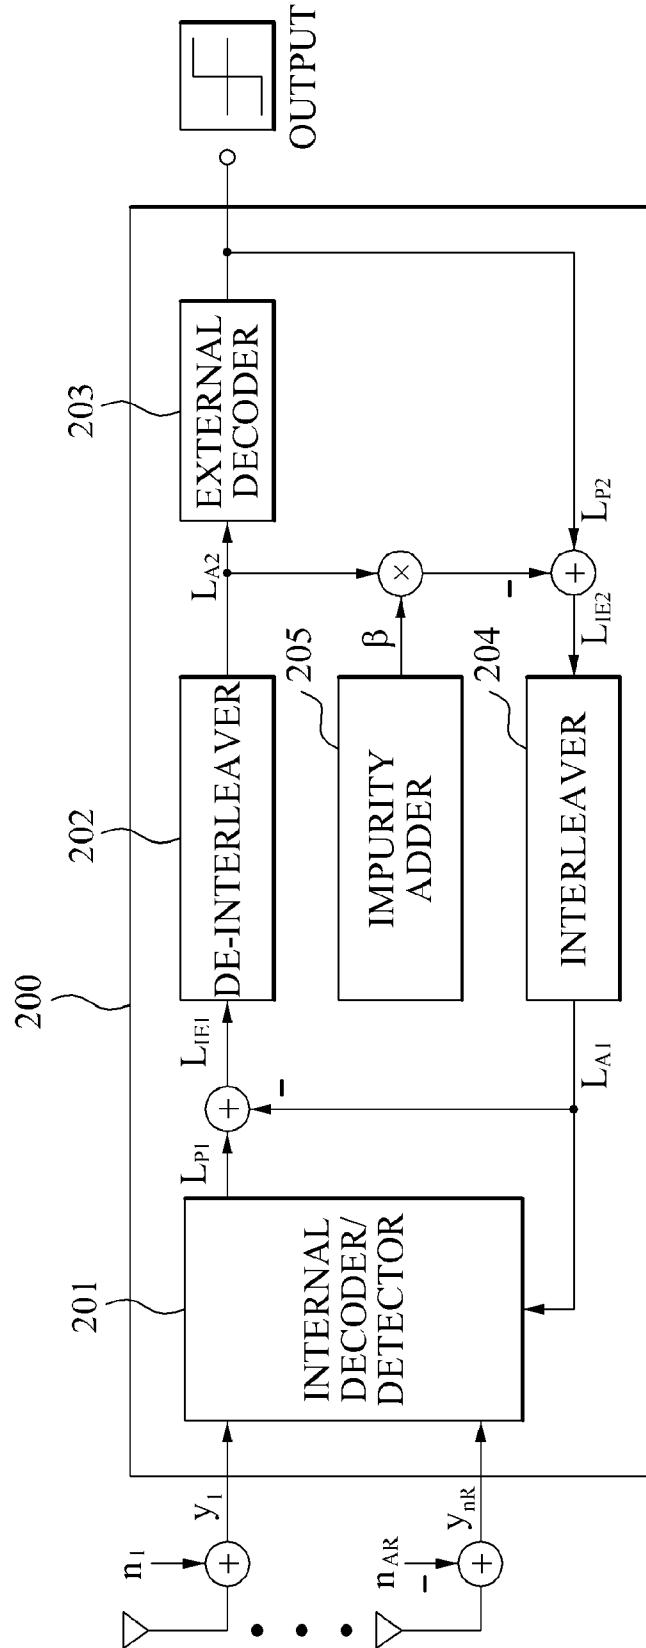 200
201
202
203
n1
y1
INTERNAL
DECODER/
DETECTOR
LP1
+
−
LIE1
DE-INTERLEAVER
LA2
EXTERNAL
DECODER
OUTPUT
205
IMPURITY
ADDER
β
×
−
nAR
−
ynR
LA1
204
INTERLEAVER
LIE2
+
LP2
+
+